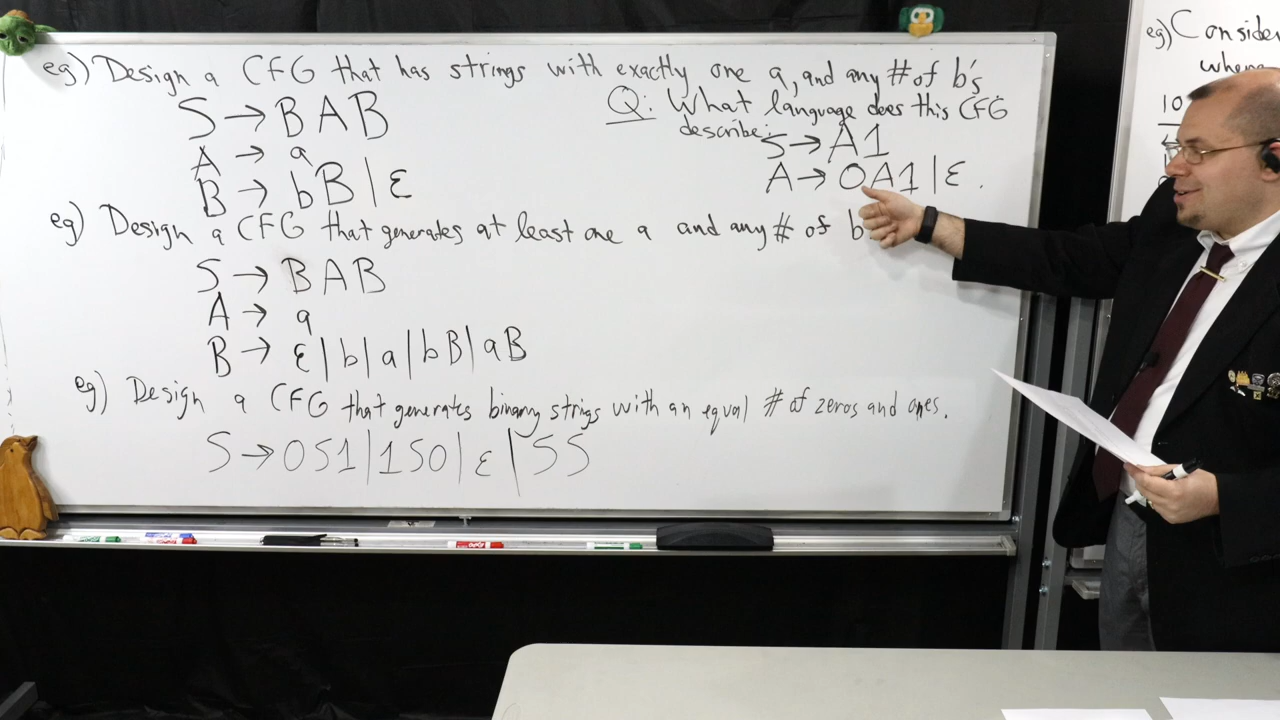 eg) Design a CFG that has strings with exactly one a, and any # of b's
S → BAB
A → a
B → bB | ε
Q: What language does this CFG
describe:
S → A1
A → 0A1 | ε.
eg) Design a CFG that generates at least one a and any # of b
S → BAB
A → a
B → ε | b | a | bB | aB
eg) Design a CFG that generates binary strigs with an equal # of zeros and ones.
S → 0S1 | 1S0 | ε | SS
eg) Consider
where
10